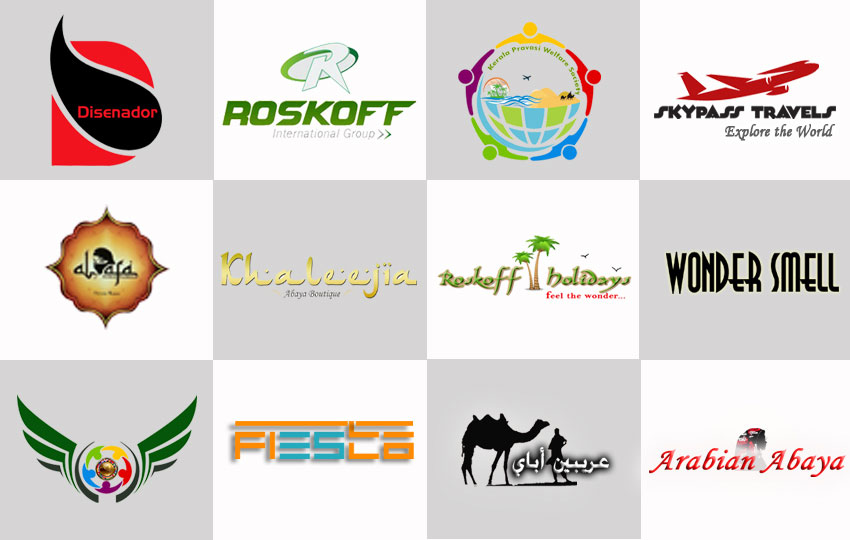 Disenador
ROSKOFF
International Group
Kerala Pravasi Welfare Society
SKYPASS TRAVELS
Explore the World
Khaleejia
Abaya Boutique
Roskoff holidays
feel the wonder...
WONDER SMELL
FIESTA
عربيين أباي
Arabian Abaya